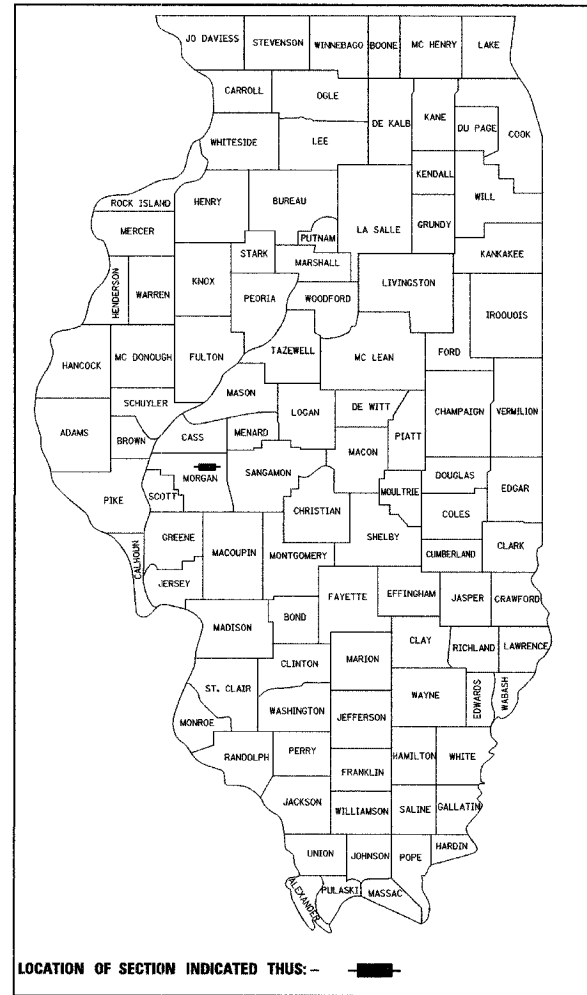 JO DAVIESS
STEVENSON
WINNEBAGO
BOONE
MC HENRY
LAKE
CARROLL
OGLE
DE KALB
KANE
DU PAGE
COOK
WHITESIDE
LEE
KENDALL
WILL
ROCK ISLAND
HENRY
BUREAU
LA SALLE
GRUNDY
MERCER
PUTNAM
STARK
MARSHALL
KANKAKEE
HENDERSON
WARREN
KNOX
PEORIA
WOODFORD
LIVINGSTON
IROQUOIS
HANCOCK
MC DONOUGH
FULTON
TAZEWELL
MC LEAN
FORD
MASON
SCHUYLER
LOGAN
DE WITT
CHAMPAIGN
VERMILION
ADAMS
BROWN
CASS
MENARD
MACON
PIATT
MORGAN
SANGAMON
DOUGLAS
EDGAR
PIKE
SCOTT
CHRISTIAN
MOULTRIE
COLES
GREENE
MACOUPIN
MONTGOMERY
SHELBY
CUMBERLAND
CLARK
CALHOUN
JERSEY
FAYETTE
EFFINGHAM
JASPER
CRAWFORD
MADISON
BOND
CLAY
RICHLAND
LAWRENCE
CLINTON
MARION
ST. CLAIR
WAYNE
EDWARDS
WABASH
WASHINGTON
JEFFERSON
MONROE
RANDOLPH
PERRY
HAMILTON
WHITE
FRANKLIN
JACKSON
WILLIAMSON
SALINE
GALLATIN
UNION
JOHNSON
POPE
HARDIN
ALEXANDER
PULASKI
MASSAC
LOCATION OF SECTION INDICATED THUS: –